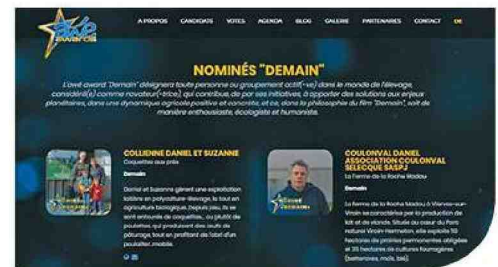 A PROPOS CANDIDATS VOTES AGENDA BLOG GALERIE PARTENAIRES CONTACT DE
awards
NOMINÉS "DEMAIN"
L'awé award "Demain" désignera toute personne ou groupement actif(-ve) dans le monde de l'élevage,
considéré(e) comme novateur(-trice), qui contribue, de par ses initiatives, à apporter des solutions aux enjeux
planétaires, dans une dynamique agricole positive et concrète, et ce, dans la philosophie du film "Demain", soit de
manière enthousiaste, écologiste et humaniste.
COLLIENNE DANIEL ET SUZANNE
Coquettes aux prés
Demain
Daniel et Suzanne gèrent une exploitation
laitière en polyculture-élevage, le tout en
agriculture biologique. Depuis peu, ils se
sont entourés de coquettes… ou plutôt de
poulettes, qui produisent des œufs de
pâturage, tout en profitant de l'abri d'un
poulailler mobile.
COULONVAL DANIEL
ASSOCIATION COULONVAL
SELECQUE SASPJ
La Ferme de la Roche Madou
Demain
La ferme de la Roche Madou à Vierves-sur-
Viroin se caractérise par la production de
lait et de viande. Située au cœur du Parc
naturel Viroin-Hermeton, elle exploite 110
hectares de prairies permanentes obligées
et 35 hectares de cultures fourragères
(betteraves, maïs, blé).